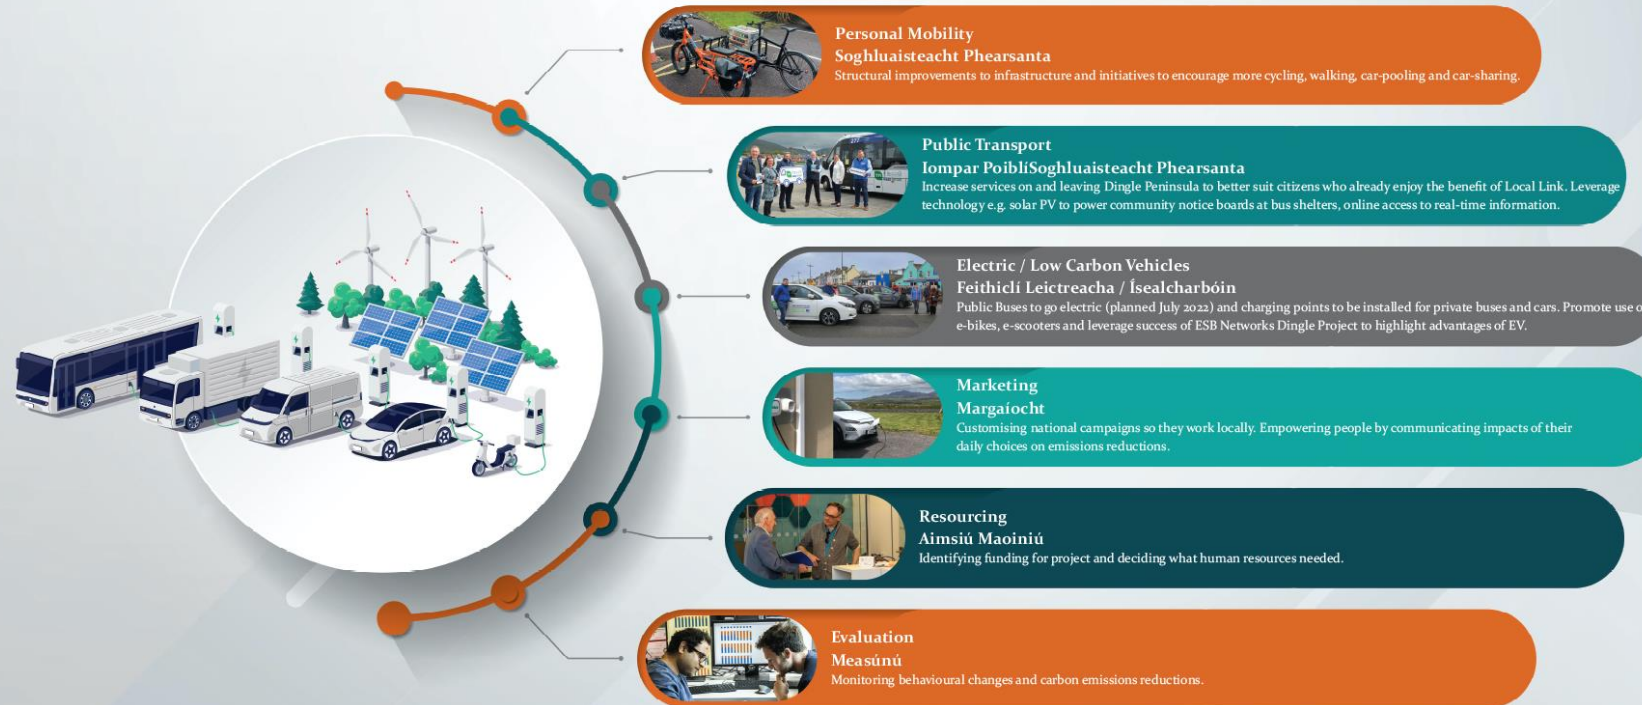 Personal Mobility
Soghluaisteacht Phearsanta
Structural improvements to infrastructure and initiatives to encourage more cycling, walking, car-pooling and car-sharing.
Public Transport
Iompar PoiblíSoghluaisteacht Phearsanta
Increase services on and leaving Dingle Peninsula to better suit citizens who already enjoy the benefit of Local Link. Leverage
technology e.g. solar PV to power community notice boards at bus shelters, online access to real-time information.
Electric / Low Carbon Vehicles
Feithiclí Leictreacha / Ísealcharbóin
Public Buses to go electric (planned July 2022) and charging points to be installed for private buses and cars. Promote use
e-bikes, e-scooters and leverage success of ESB Networks Dingle Project to highlight advantages of EV.
Marketing
Margaíocht
Customising national campaigns so they work locally. Empowering people by communicating impacts of their
daily choices on emissions reductions.
Resourcing
Aimsiú Maoiniú
Identifying funding for project and deciding what human resources needed.
Evaluation
Measúnú
Monitoring behavioural changes and carbon emissions reductions.